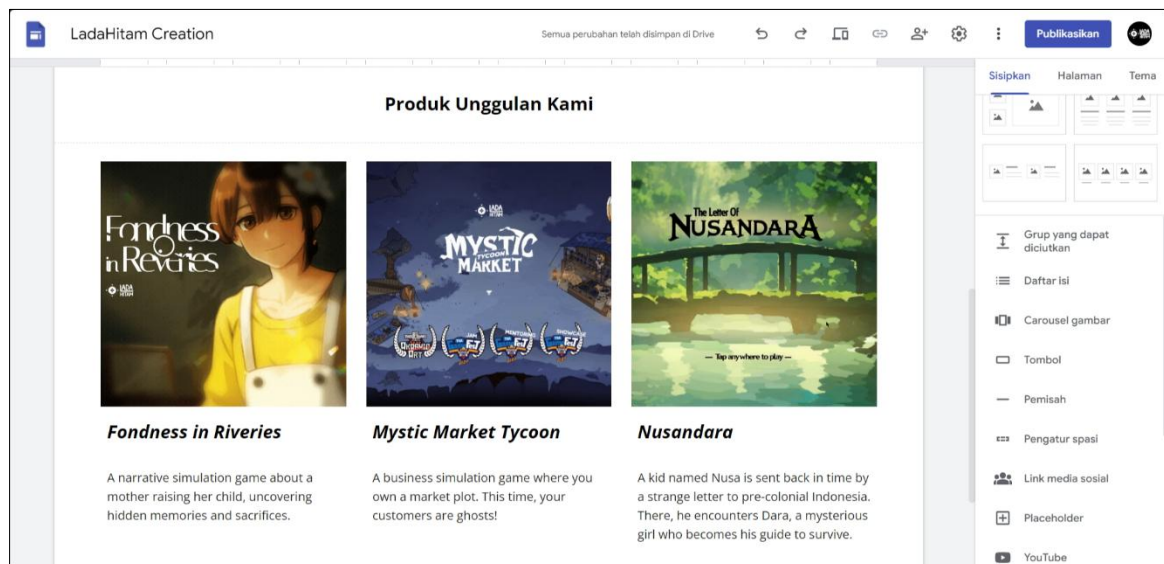 LadaHitam Creation
Semua perubahan telah disimpan di Drive
Publikasikan
Sisipkan
Halaman
Tema
Produk Unggulan Kami
Fondness
in Reveries
LADA
HITAM
LADA
HITAM
MYSTIC
TYCOON
MARKET
The Letter Of
NUSANDARA
— Tap anywhere to play —
Fondness in Riveries
Mystic Market Tycoon
Nusandara
A narrative simulation game about a
mother raising her child, uncovering
hidden memories and sacrifices.
A business simulation game where you
own a market plot. This time, your
customers are ghosts!
A kid named Nusa is sent back in time by
a strange letter to pre-colonial Indonesia.
There, he encounters Dara, a mysterious
girl who becomes his guide to survive.
Grup yang dapat
diciutkan
Daftar isi
Carousel gambar
Tombol
Pemisah
Pengatur spasi
Link media sosial
Placeholder
YouTube